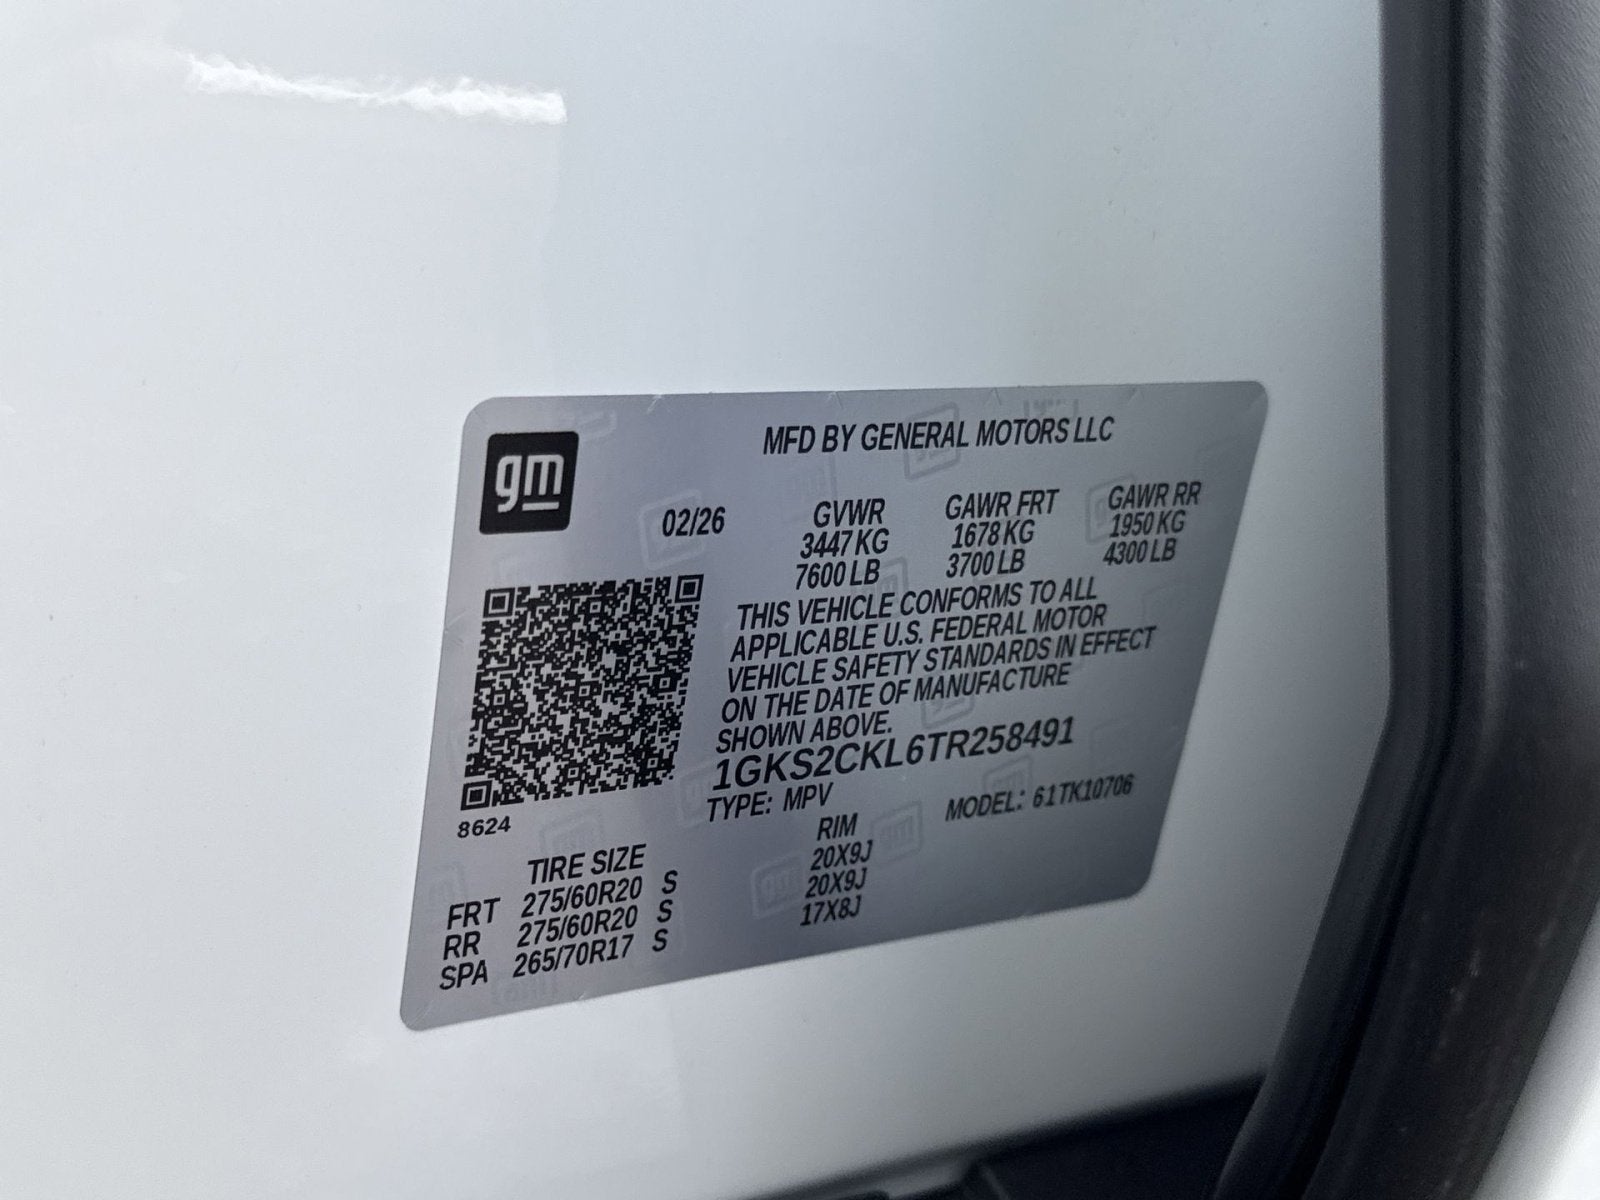 gm
MFD BY GENERAL MOTORS LLC
02/26
GVWR GAWR FRT GAWR RR
3447 KG 1678 KG 1950 KG
7600 LB 3700 LB 4300 LB
THIS VEHICLE CONFORMS TO ALL
APPLICABLE U.S. FEDERAL MOTOR
VEHICLE SAFETY STANDARDS IN EFFECT
ON THE DATE OF MANUFACTURE
SHOWN ABOVE.
1GKS2CKL6TR258491
TYPE: MPV MODEL: 61TK10706
8624
TIRE SIZE RIM
FRT 275/60R20 S 20X9J
RR 275/60R20 S 20X9J
SPA 265/70R17 S 17X8J